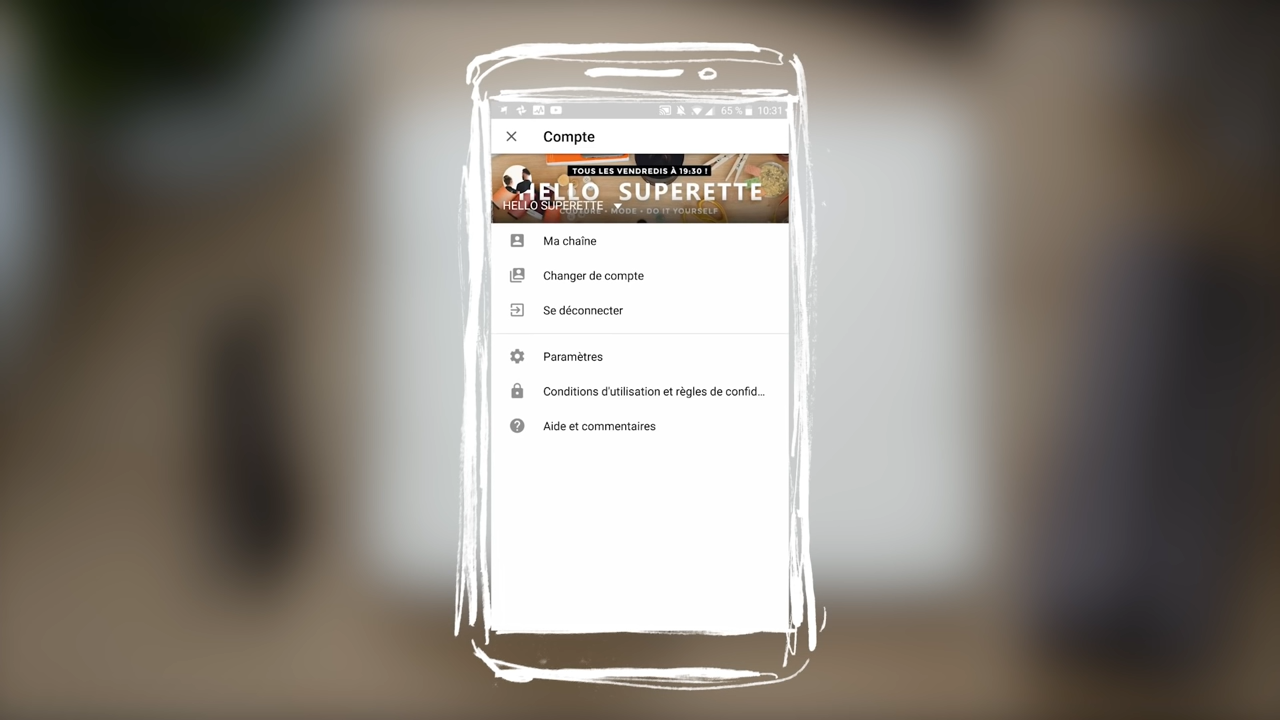 65 % 10:31
Compte
TOUS LES VENDREDIS À 19:30 !
HELLO SUPERETTE
HELLO SUPERETTE
COUTURE • MODE • DO IT YOURSELF
Ma chaîne
Changer de compte
Se déconnecter
Paramètres
Conditions d'utilisation et règles de confid...
Aide et commentaires